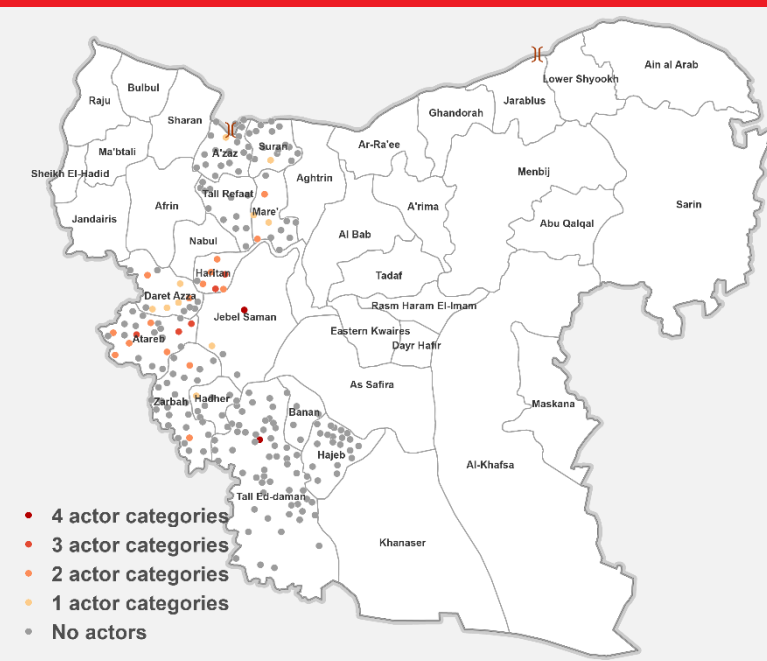 Ain al Arab
Lower Shyookh
Bulbul
Raju
Jarablus
Ghandorah
Sharan
Ar-Ra'ee
Suran
A'zaz
Ma'btali
Menbij
Sheikh El-Hadid
Aghtrin
Tall Refaat
Afrin
A'rima
Sarin
Mare'
Jandairis
Abu Qalqal
Al Bab
Nabul
Haritan
Tadaf
Daret Azza
Rasm Haram El-Imam
Jebel Saman
Eastern Kwaires
Atareb
Dayr Hafir
As Safira
Zarbah
Hadher
Maskana
Banan
Hajeb
Al-Khafsa
Tall Ed-daman
Khanaser
4 actor categories
3 actor categories
2 actor categories
1 actor categories
No actors